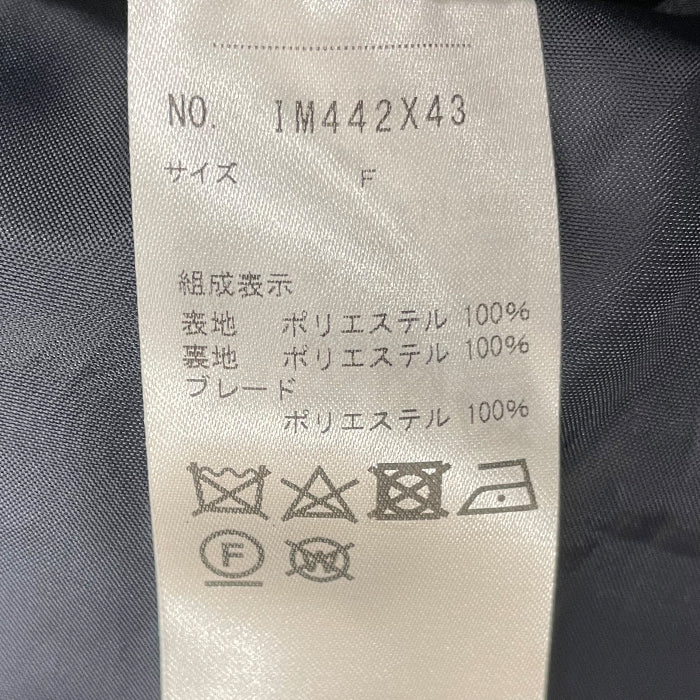 NO. IM442X43
サイズ F
組成表示
表地 ポリエステル 100%
裏地 ポリエステル 100%
ブレード
ポリエステル 100%
F W